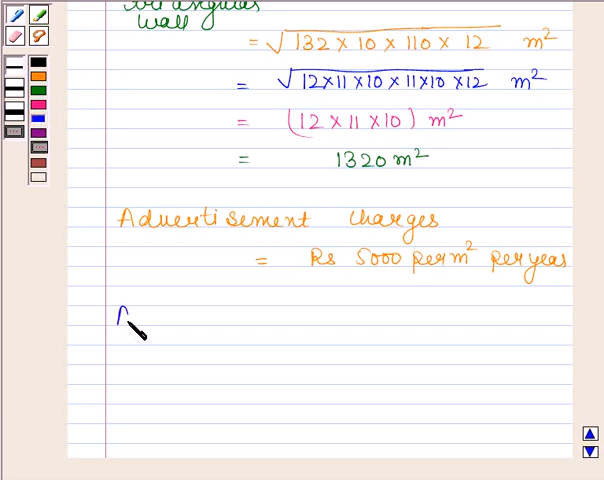 wall
= √132 × 10 × 110 × 12 m²
= √12×11×10×11×10×12 m²
= (12 × 11 × 10) m²
= 1320 m²
Advertisement charges
= Rs 5000 per m² per year